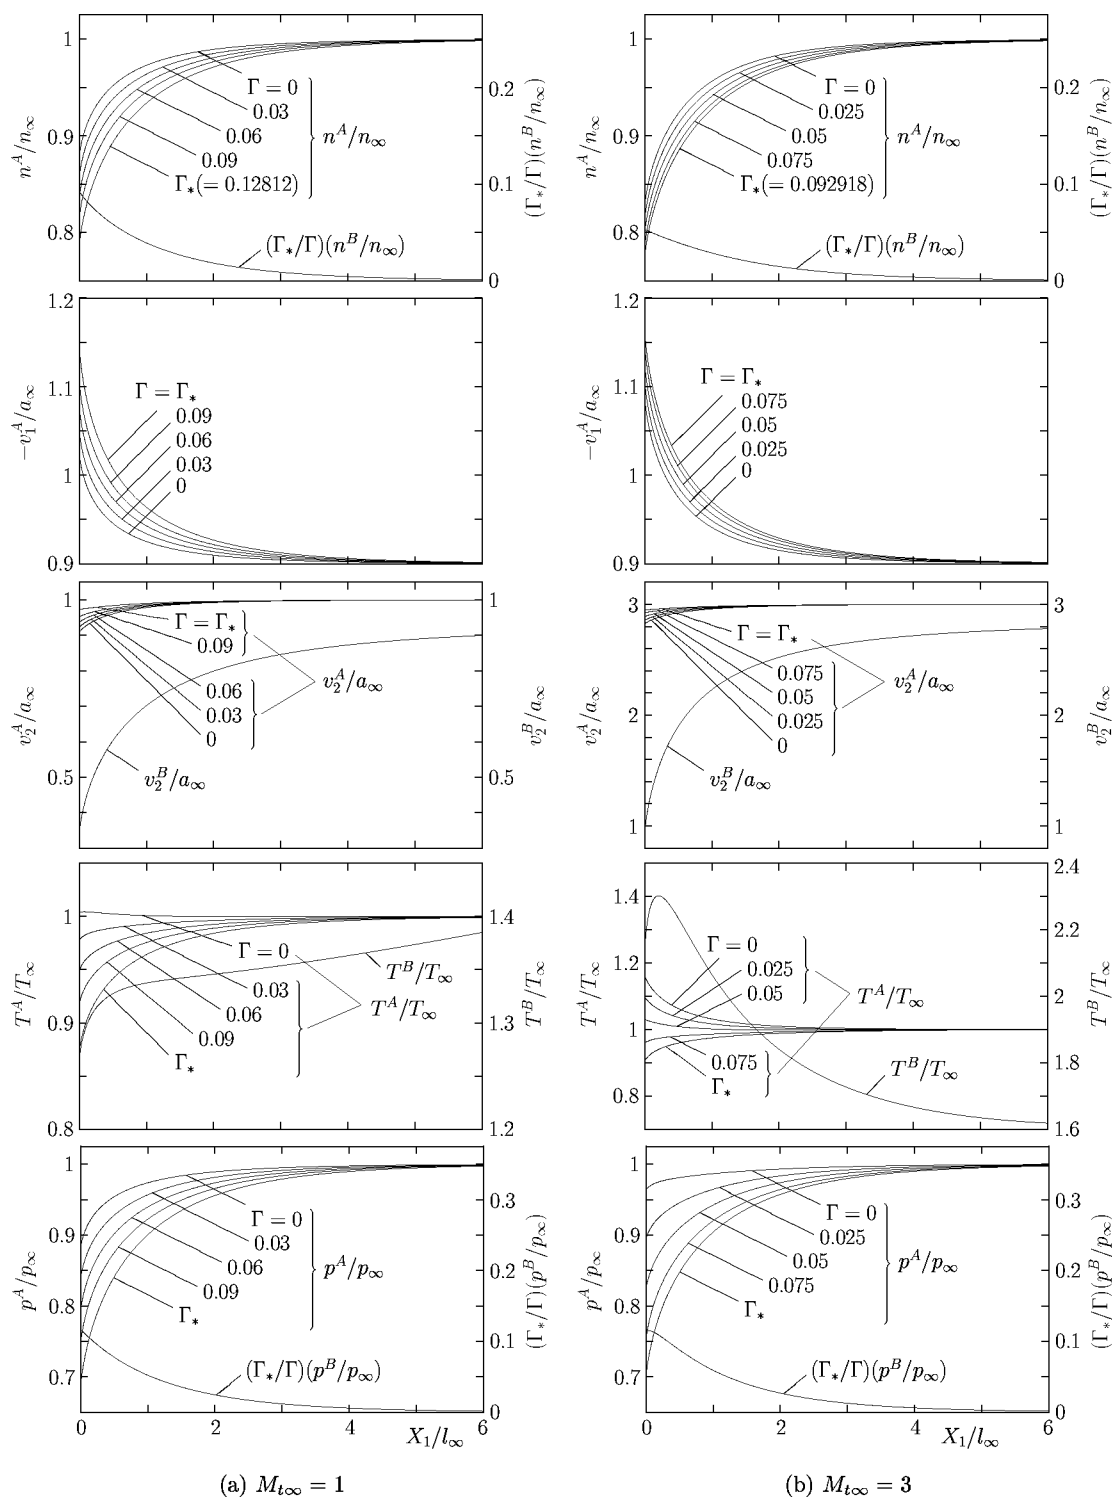 1
0.9
0.8
n^A/n_∞
Γ = 0
0.03
0.06
0.09
Γ_*(= 0.12812)
n^A/n_∞
(Γ_*/Γ)(n^B/n_∞)
0.2
0.1
0
(Γ_*/Γ)(n^B/n_∞)
1
0.9
0.8
n^A/n_∞
Γ = 0
0.025
0.05
0.075
Γ_*(= 0.092918)
n^A/n_∞
(Γ_*/Γ)(n^B/n_∞)
0.2
0.1
0
(Γ_*/Γ)(n^B/n_∞)
1.2
1.1
1
0.9
−v_1^A/a_∞
Γ = Γ_*
0.09
0.06
0.03
0
1.2
1.1
1
0.9
−v_1^A/a_∞
Γ = Γ_*
0.075
0.05
0.025
0
1
0.5
v_2^A/a_∞
Γ = Γ_*
0.09
0.06
0.03
0
v_2^A/a_∞
v_2^B/a_∞
1
0.5
v_2^B/a_∞
3
2
1
v_2^A/a_∞
Γ = Γ_*
0.075
0.05
0.025
0
v_2^A/a_∞
v_2^B/a_∞
3
2
1
v_2^B/a_∞
1
0.9
0.8
T^A/T_∞
Γ = 0
0.03
0.06
0.09
Γ_*
T^B/T_∞
T^A/T_∞
1.4
1.3
1.2
T^B/T_∞
1.4
1.2
1
0.8
T^A/T_∞
Γ = 0
0.025
0.05
0.075
Γ_*
T^A/T_∞
T^B/T_∞
2.4
2.2
2
1.8
1.6
T^B/T_∞
1
0.9
0.8
0.7
p^A/p_∞
Γ = 0
0.03
0.06
0.09
Γ_*
p^A/p_∞
(Γ_*/Γ)(p^B/p_∞)
0.3
0.2
0.1
0
(Γ_*/Γ)(p^B/p_∞)
0 2 4 X_1/l_∞ 6
1
0.9
0.8
0.7
p^A/p_∞
Γ = 0
0.025
0.05
0.075
Γ_*
p^A/p_∞
(Γ_*/Γ)(p^B/p_∞)
0.3
0.2
0.1
0
(Γ_*/Γ)(p^B/p_∞)
0 2 4 X_1/l_∞ 6
(a) M_{t∞} = 1
(b) M_{t∞} = 3